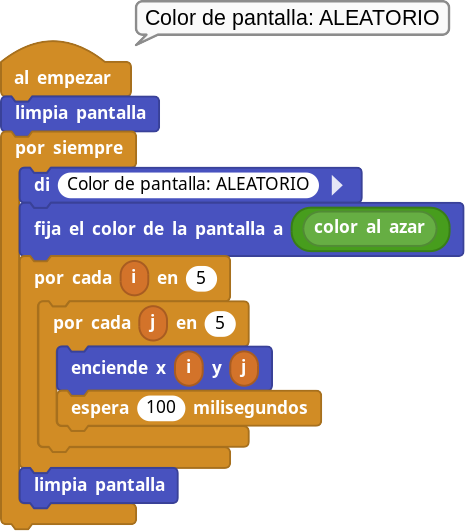 Color de pantalla: ALEATORIO
al empezar
limpia pantalla
por siempre
di Color de pantalla: ALEATORIO
fija el color de la pantalla a color al azar
por cada i en 5
por cada j en 5
enciende x i y j
espera 100 milisegundos
limpia pantalla